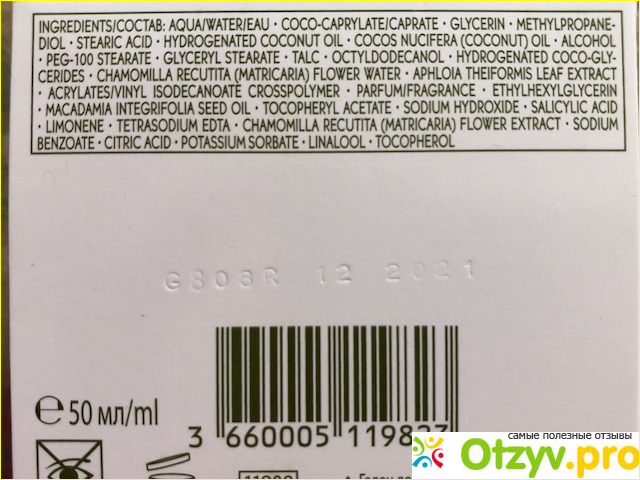 INGREDIENTS/СОСТАВ: AQUA/WATER/EAU • COCO-CAPRYLATE/CAPRATE • GLYCERIN • METHYLPROPANE-
DIOL • STEARIC ACID • HYDROGENATED COCONUT OIL • COCOS NUCIFERA (COCONUT) OIL • ALCOHOL
• PEG-100 STEARATE • GLYCERYL STEARATE • TALC • OCTYLDODECANOL • HYDROGENATED COCO-GLY-
CERIDES • CHAMOMILLA RECUTITA (MATRICARIA) FLOWER WATER • APHLOIA THEIFORMIS LEAF EXTRACT
• ACRYLATES/VINYL ISODECANOATE CROSSPOLYMER • PARFUM/FRAGRANCE • ETHYLHEXYLGLYCERIN
• MACADAMIA INTEGRIFOLIA SEED OIL • TOCOPHERYL ACETATE • SODIUM HYDROXIDE • SALICYLIC ACID
• LIMONENE • TETRASODIUM EDTA • CHAMOMILLA RECUTITA (MATRICARIA) FLOWER EXTRACT • SODIUM
BENZOATE • CITRIC ACID • POTASSIUM SORBATE • LINALOOL • TOCOPHEROL
G808R 12 2021
℮ 50 мл/ml
3 660005 119823
самые полезные отзывы
Otzyv.pro